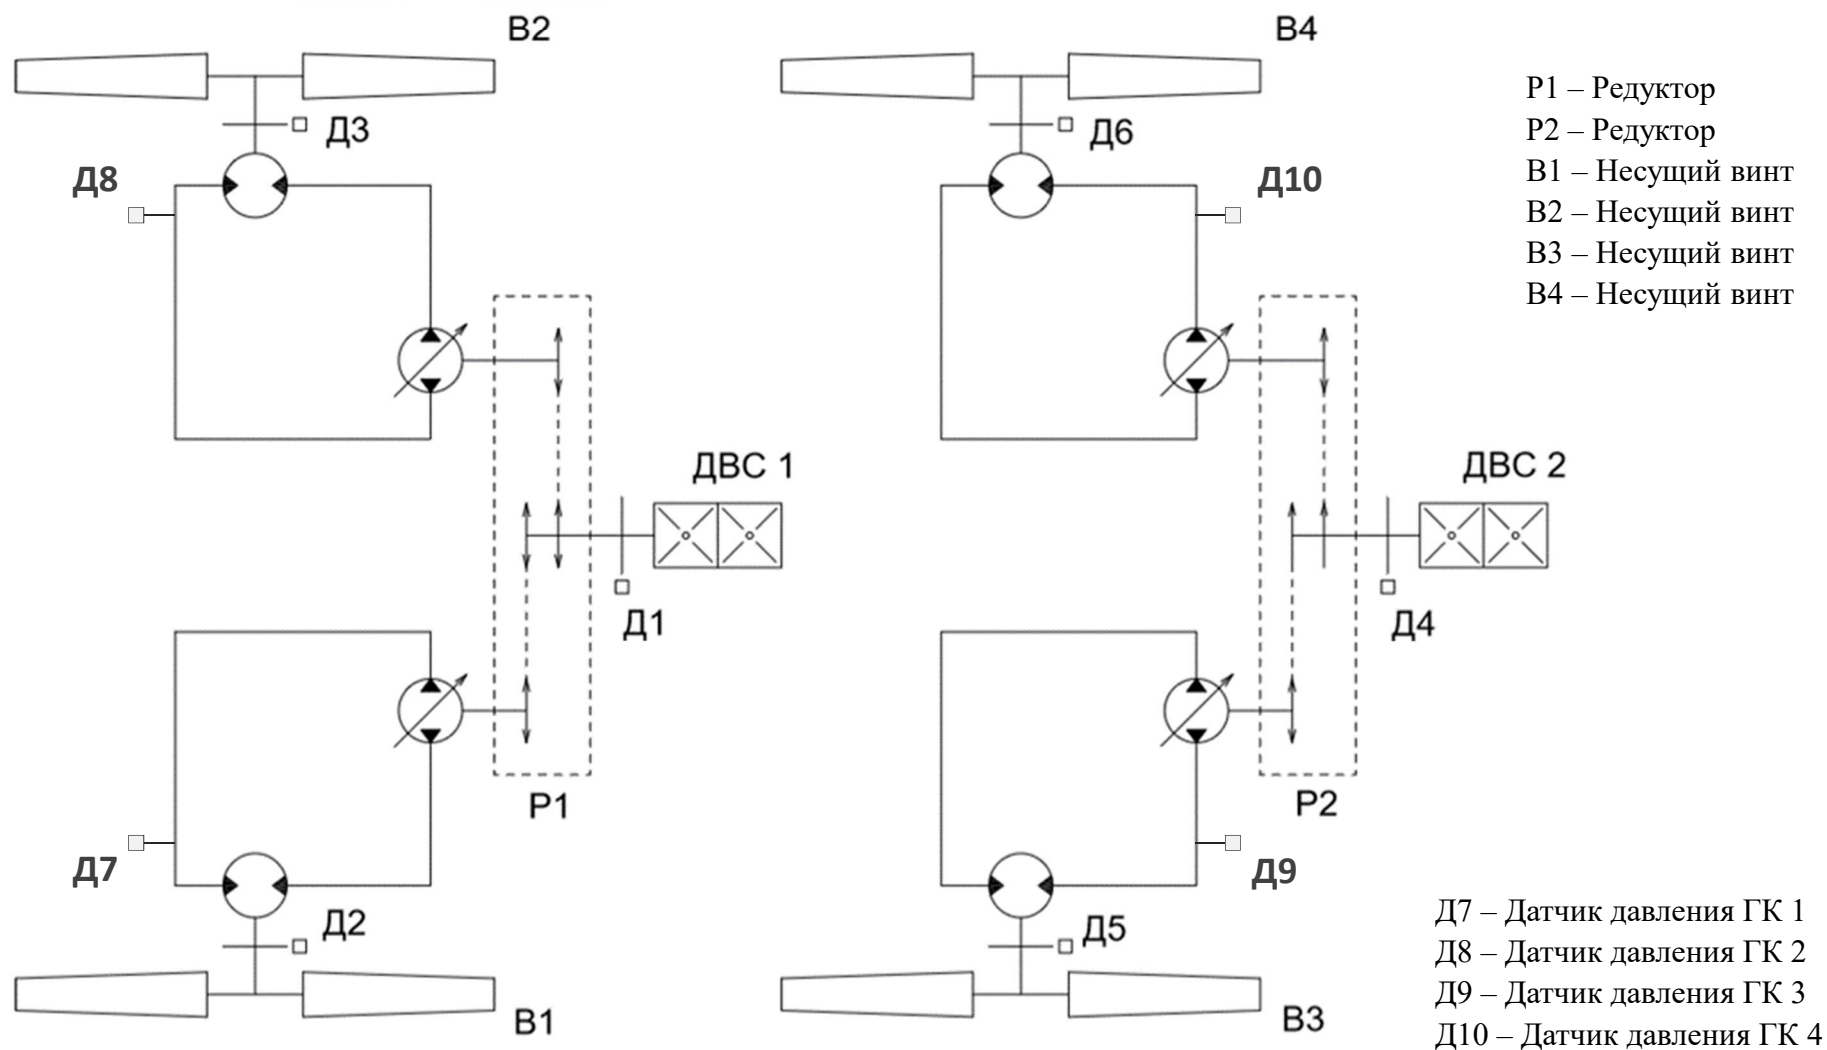 В2
В4
Д3
Д6
Д8
Д10
Р1 – Редуктор
Р2 – Редуктор
В1 – Несущий винт
В2 – Несущий винт
В3 – Несущий винт
В4 – Несущий винт
ДВС 1
ДВС 2
Д1
Д4
Р1
Р2
Д7
Д9
Д2
Д5
В1
В3
Д7 – Датчик давления ГК 1
Д8 – Датчик давления ГК 2
Д9 – Датчик давления ГК 3
Д10 – Датчик давления ГК 4